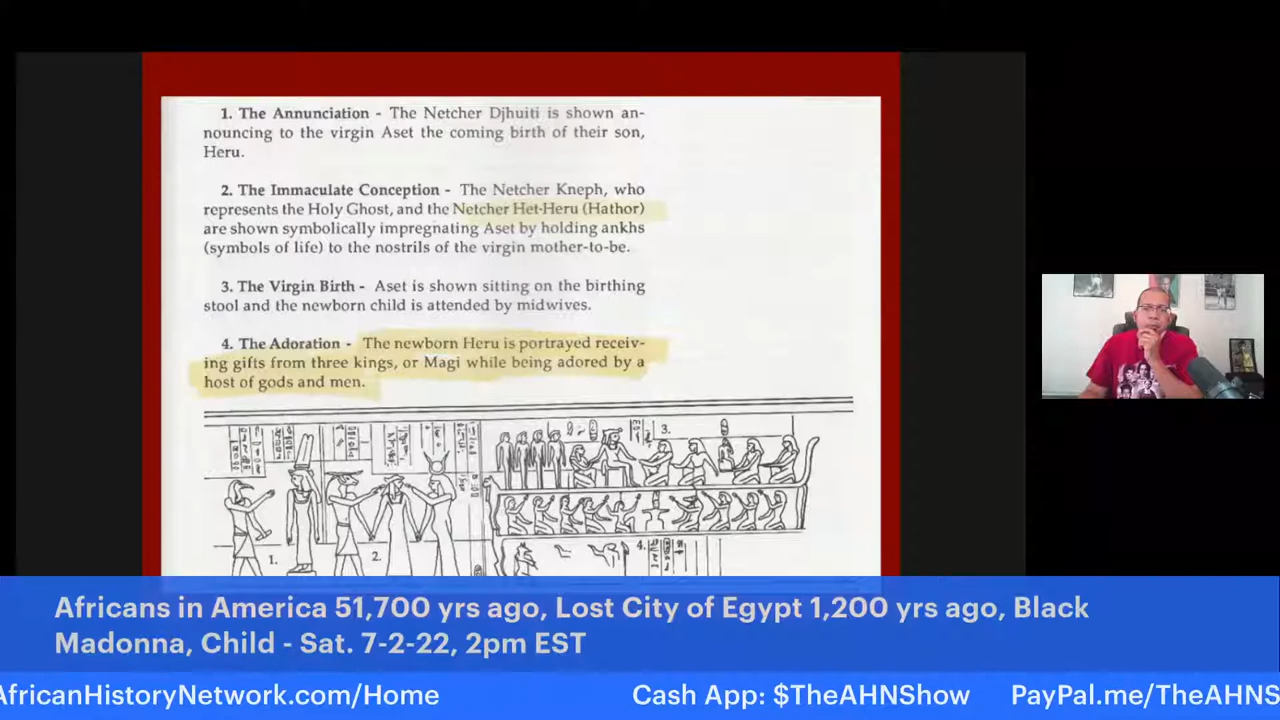 1. The Annunciation - The Netcher Djhuiti is shown an-
nouncing to the virgin Aset the coming birth of their son,
Heru.
2. The Immaculate Conception - The Netcher Kneph, who
represents the Holy Ghost, and the Netcher Het-Heru (Hathor)
are shown symbolically impregnating Aset by holding ankhs
(symbols of life) to the nostrils of the virgin mother-to-be.
3. The Virgin Birth - Aset is shown sitting on the birthing
stool and the newborn child is attended by midwives.
4. The Adoration - The newborn Heru is portrayed receiv-
ing gifts from three kings, or Magi while being adored by a
host of gods and men.
3.
1.
2.
4.
Africans in America 51,700 yrs ago, Lost City of Egypt 1,200 yrs ago, Black
Madonna, Child - Sat. 7-2-22, 2pm EST
AfricanHistoryNetwork.com/Home Cash App: $TheAHNShow PayPal.me/TheAHNS